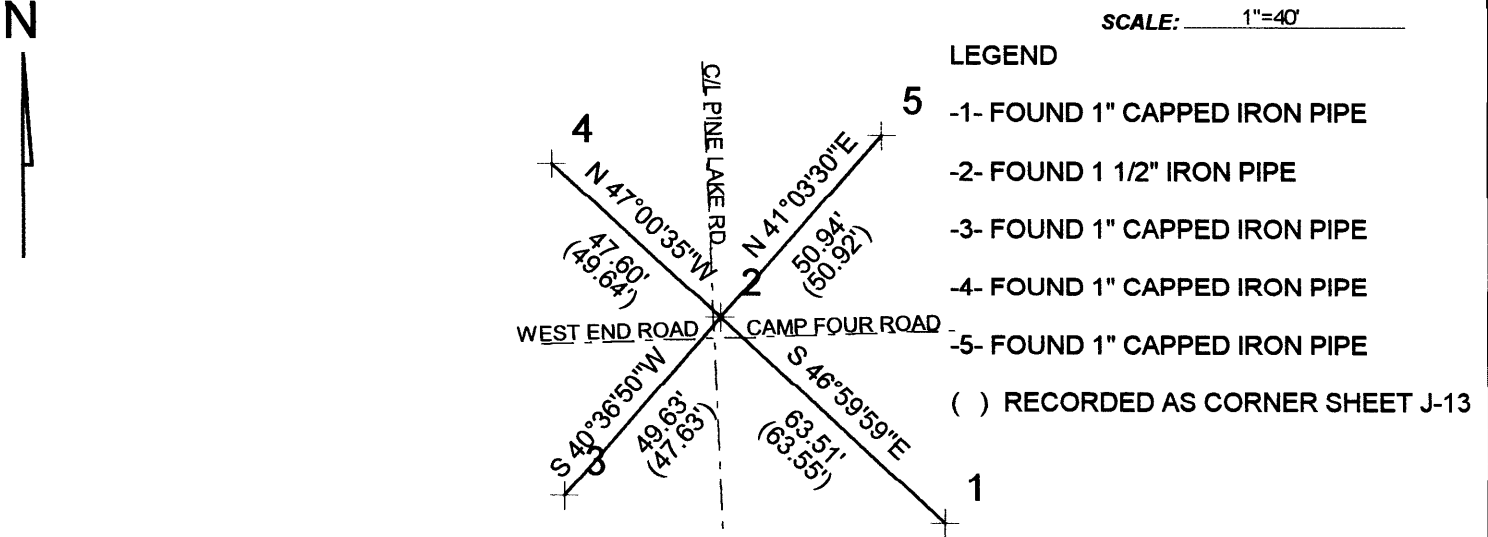 N
SCALE: 1"=40'
LEGEND
-1- FOUND 1" CAPPED IRON PIPE
-2- FOUND 1 1/2" IRON PIPE
-3- FOUND 1" CAPPED IRON PIPE
-4- FOUND 1" CAPPED IRON PIPE
-5- FOUND 1" CAPPED IRON PIPE
( ) RECORDED AS CORNER SHEET J-13
4
5
C/L PINE LAKE RD
N 47°00'35"W
47.60'
(49.64')
N 41°03'30"E
50.94'
(50.92')
2
WEST END ROAD
CAMP FOUR ROAD
S 40°36'50"W
49.63'
(47.63')
3
S 46°59'59"E
63.51'
(63.55')
1